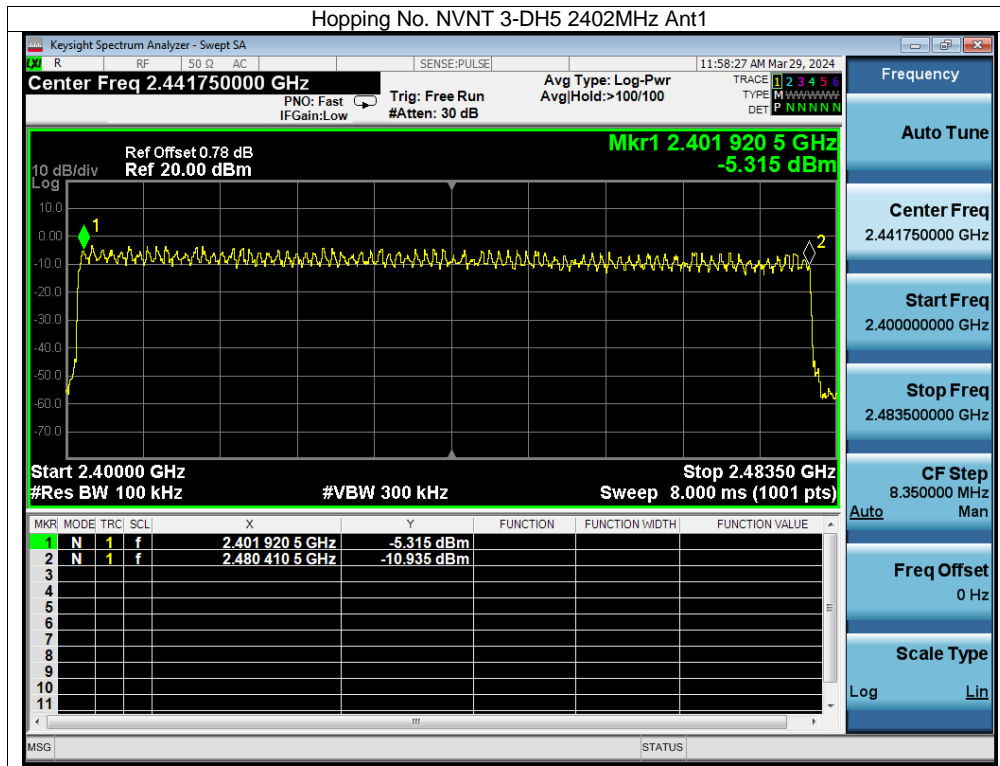 Hopping No. NVNT 3-DH5 2402MHz Ant1
Keysight Spectrum Analyzer - Swept SA
LXI R RF 50 Ω AC SENSE:PULSE 11:58:27 AM Mar 29, 2024
Center Freq 2.441750000 GHz
PNO: Fast
IFGain:Low
Trig: Free Run
#Atten: 30 dB
Avg Type: Log-Pwr
Avg|Hold:>100/100
TRACE 1 2 3 4 5 6
TYPE M WWWWW
DET P N N N N N
Mkr1 2.401 920 5 GHz
-5.315 dBm
Ref Offset 0.78 dB
10 dB/div Ref 20.00 dBm
Log
10.0
0.00
-10.0
-20.0
-30.0
-40.0
-50.0
-60.0
-70.0
1
2
Start 2.40000 GHz Stop 2.48350 GHz
#Res BW 100 kHz #VBW 300 kHz Sweep 8.000 ms (1001 pts)
MKR MODE TRC SCL X Y FUNCTION FUNCTION WIDTH FUNCTION VALUE
1 N 1 f 2.401 920 5 GHz -5.315 dBm
2 N 1 f 2.480 410 5 GHz -10.935 dBm
3
4
5
6
7
8
9
10
11
MSG STATUS
Frequency
Auto Tune
Center Freq
2.441750000 GHz
Start Freq
2.400000000 GHz
Stop Freq
2.483500000 GHz
CF Step
8.350000 MHz
Auto Man
Freq Offset
0 Hz
Scale Type
Log Lin